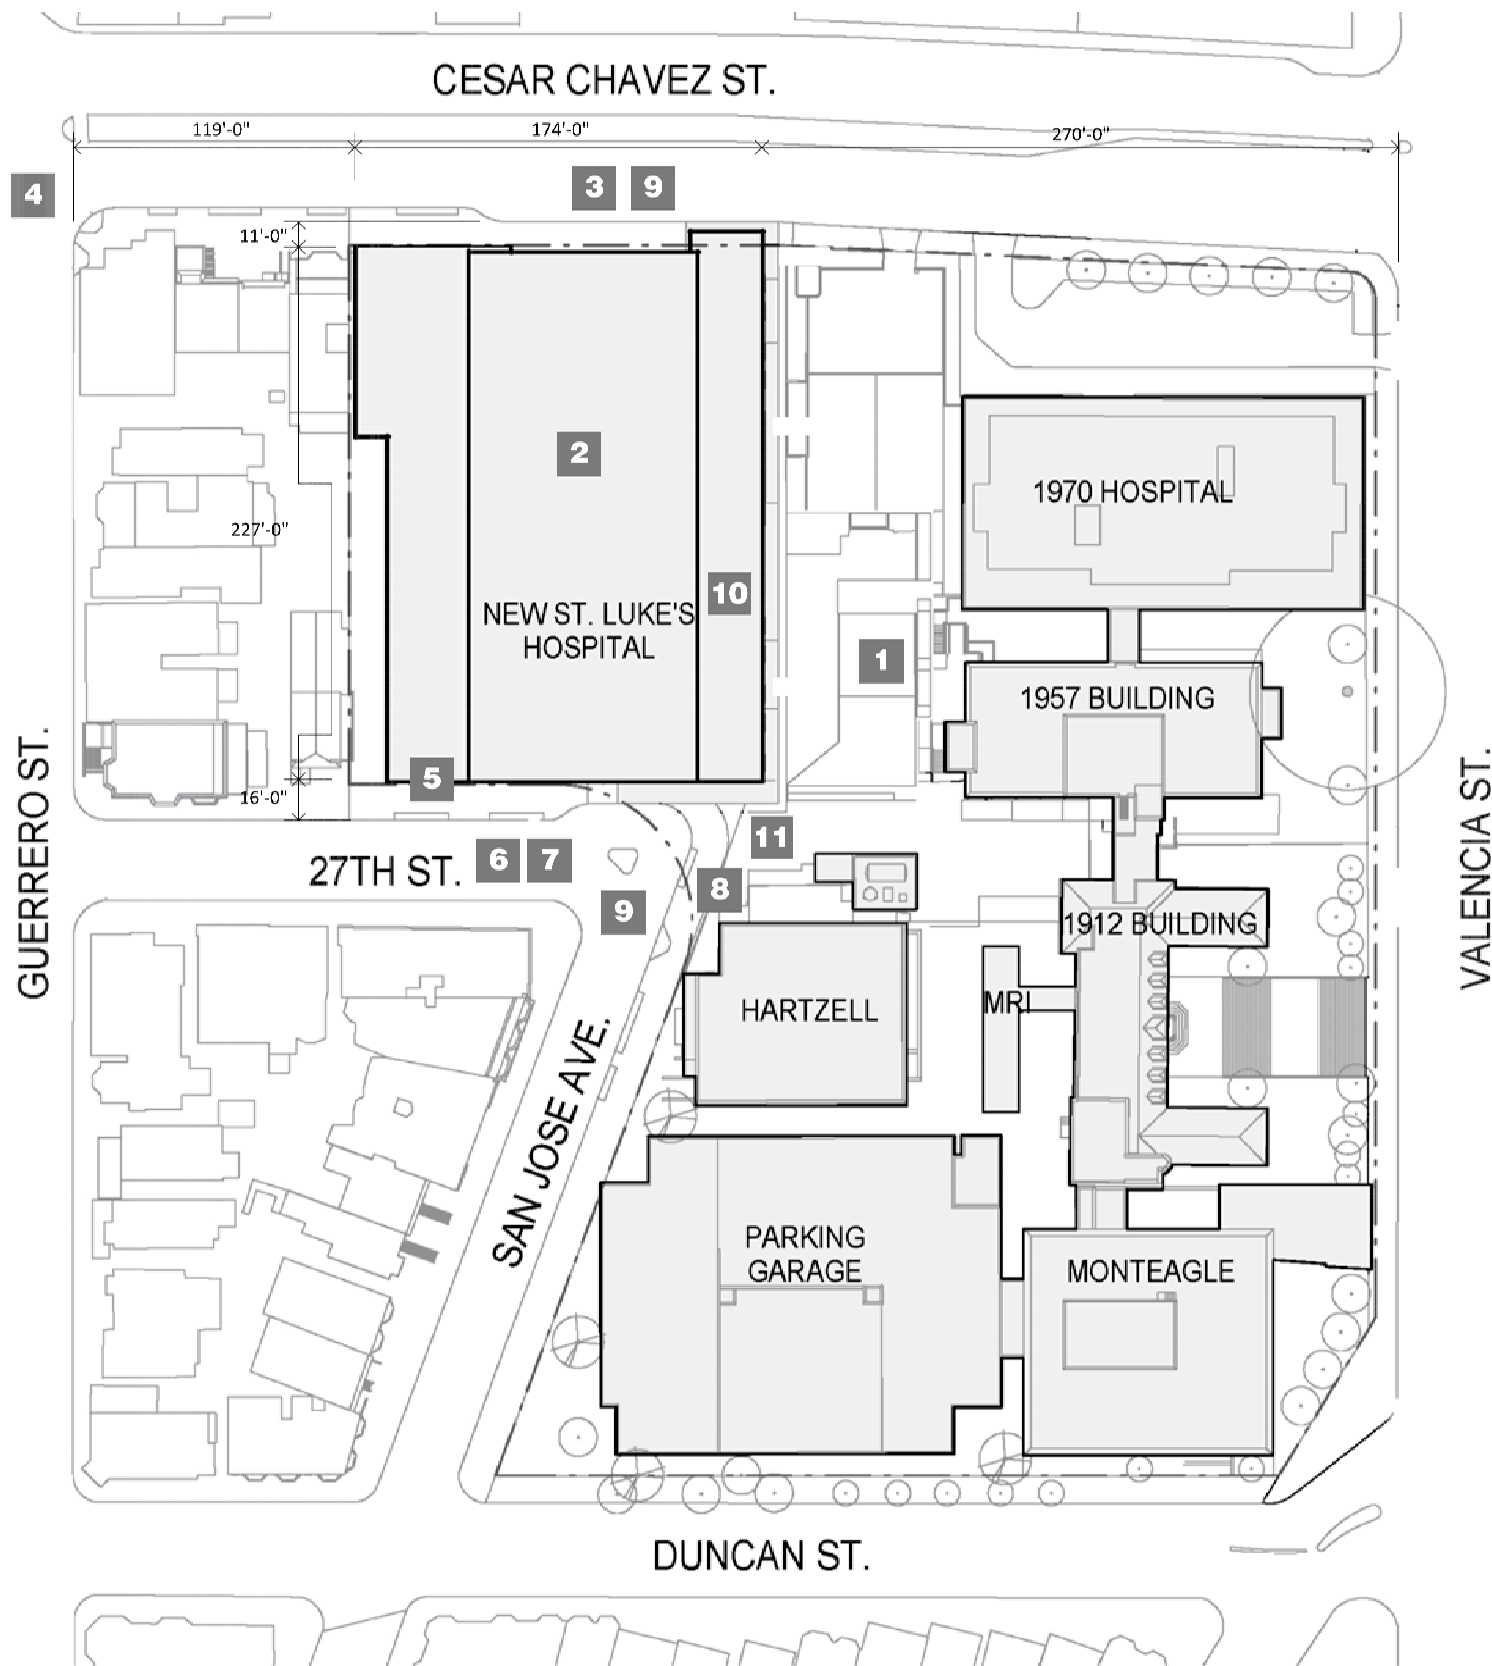 CESAR CHAVEZ ST.
119'-0"
174'-0"
270'-0"
4
3
9
11'-0"
2
1970 HOSPITAL
227'-0"
10
NEW ST. LUKE'S
HOSPITAL
1
1957 BUILDING
5
16'-0"
GUERRERO ST.
VALENCIA ST.
27TH ST.
6
7
11
8
9
1912 BUILDING
HARTZELL
MRI
SAN JOSE AVE.
PARKING
GARAGE
MONTEAGLE
DUNCAN ST.